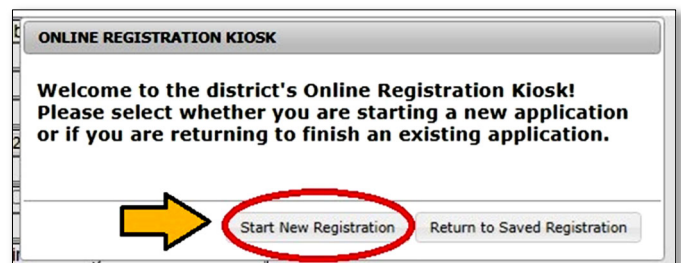 ONLINE REGISTRATION KIOSK
Welcome to the district's Online Registration Kiosk!
Please select whether you are starting a new application
or if you are returning to finish an existing application.
Start New Registration Return to Saved Registration